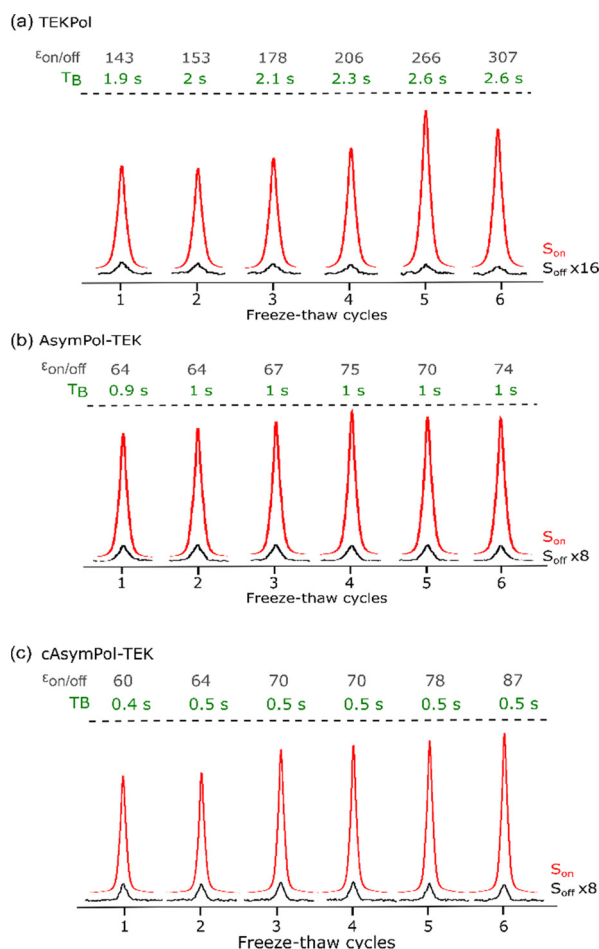 (a) TEKPol
εon/off 143 153 178 206 266 307
TB 1.9 s 2 s 2.1 s 2.3 s 2.6 s 2.6 s
Son
Soff x16
1 2 3 4 5 6
Freeze-thaw cycles
(b) AsymPol-TEK
εon/off 64 64 67 75 70 74
TB 0.9 s 1 s 1 s 1 s 1 s 1 s
Son
Soff x8
1 2 3 4 5 6
Freeze-thaw cycles
(c) cAsymPol-TEK
εon/off 60 64 70 70 78 87
TB 0.4 s 0.5 s 0.5 s 0.5 s 0.5 s 0.5 s
Son
Soff x8
1 2 3 4 5 6
Freeze-thaw cycles